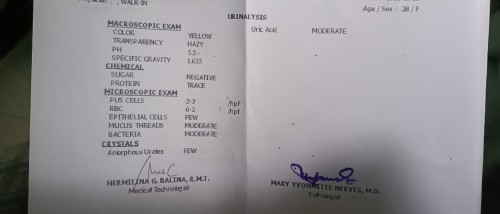 , WALK-IN
Age / Sex : 28 / F
URINALYSIS
MACROSCOPIC EXAM
COLOR YELLOW
TRANSPARENCY HAZY
PH 5.5
SPECIFIC GRAVITY 1.025
CHEMICAL
SUGAR NEGATIVE
PROTEIN TRACE
MICROSCOPIC EXAM
PUS CELLS 2-3 /hpf
RBC 0-2 /hpf
EPITHELIAL CELLS FEW
MUCUS THREADS MODERATE
BACTERIA MODERATE
CRYSTALS
Amorphous Urates FEW
Uric Acid MODERATE
HERMILINA G. BALINA, R.M.T.
Medical Technologist
MARY YVONNETTE NERVES, M.D.
Pathologist